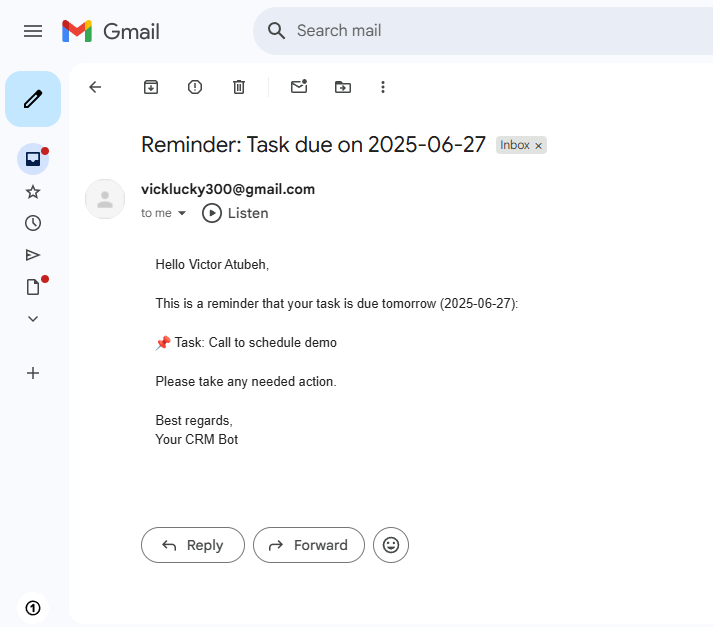 Gmail
Search mail
Reminder: Task due on 2025-06-27 Inbox ×
vicklucky300@gmail.com
to me Listen
Hello Victor Atubeh,
This is a reminder that your task is due tomorrow (2025-06-27):
📌 Task: Call to schedule demo
Please take any needed action.
Best regards,
Your CRM Bot
Reply Forward
1